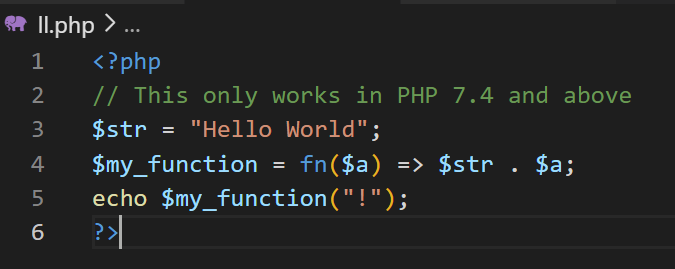 ll.php > ...
1 <?php
2 // This only works in PHP 7.4 and above
3 $str = "Hello World";
4 $my_function = fn($a) => $str . $a;
5 echo $my_function("!");
6 ?>